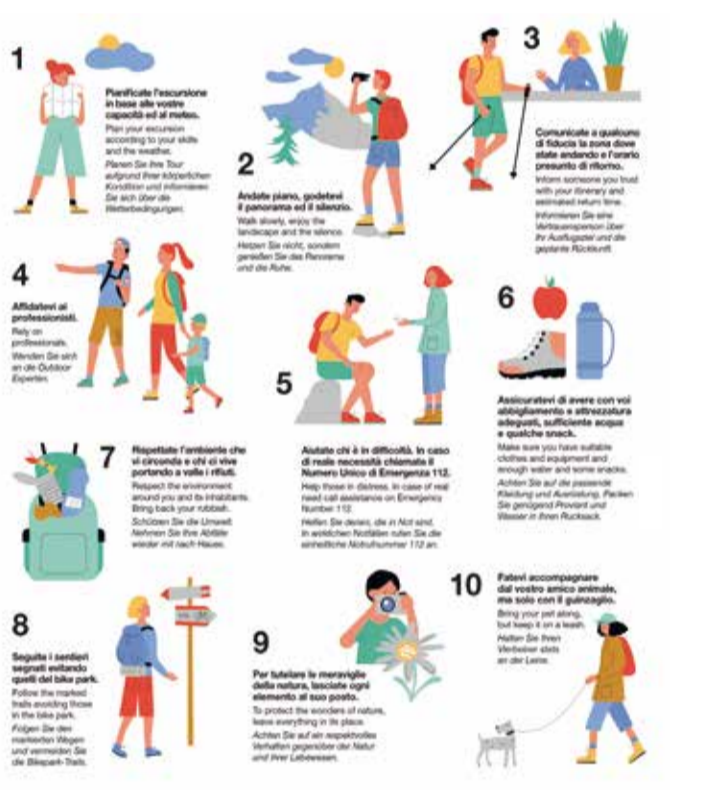 1
Pianificate l'escursione
in base alle vostre
capacità ed al meteo.
Plan your excursion
according to your skills
and the weather.
Planen Sie Ihre Tour
aufgrund Ihrer körperlichen
Kondition und informieren
Sie sich über die
Wetterbedingungen.
2
Andate piano, godetevi
il panorama ed il silenzio.
Walk slowly, enjoy the
landscape and the silence.
Hetzen Sie nicht, sondern
genießen Sie das Panorama
und die Ruhe.
3
Comunicate a qualcuno
di fiducia la zona dove
state andando e l'orario
presunto di ritorno.
Inform someone you trust
with your itinerary and
estimated return time.
Informieren Sie eine
Vertrauensperson über
Ihr Ausflugsziel und die
geplante Rückkunft.
4
Affidatevi ai
professionisti.
Rely on
professionals.
Wenden Sie sich
an die Outdoor
Experten.
5
Aiutate chi è in difficoltà. In caso
di reale necessità chiamate il
Numero Unico di Emergenza 112.
Help those in distress. In case of real
need call assistance on Emergency
Number 112.
Helfen Sie denen, die in Not sind.
In wirklichen Notfällen rufen Sie die
einheitliche Notrufnummer 112 an.
6
Assicuratevi di avere con voi
abbigliamento e attrezzatura
adeguati, sufficiente acqua
e qualche snack.
Make sure you have suitable
clothes and equipment and
enough water and some snacks.
Achten Sie auf die passende
Kleidung und Ausrüstung. Packen
Sie genügend Proviant und
Wasser in Ihren Rucksack.
7
Rispettate l'ambiente che
vi circonda e chi ci vive
portando a valle i rifiuti.
Respect the environment
around you and its inhabitants.
Bring back your rubbish.
Schützen Sie die Umwelt.
Nehmen Sie Ihre Abfälle
wieder mit nach Hause.
8
Seguite i sentieri
segnati evitando
quelli del bike park.
Follow the marked
trails avoiding those
in the bike park.
Folgen Sie den
markierten Wegen
und vermeiden Sie
die Bikepark-Trails.
9
Per tutelare le meraviglie
della natura, lasciate ogni
elemento al suo posto.
To protect the wonders of nature,
leave everything in its place.
Achten Sie auf ein respektvolles
Verhalten gegenüber der Natur
und ihrer Lebewesen.
10
Fatevi accompagnare
dal vostro amico animale,
ma solo con il guinzaglio.
Bring your pet along,
but keep it on a leash.
Halten Sie Ihren
Vierbeiner stets
an der Leine.